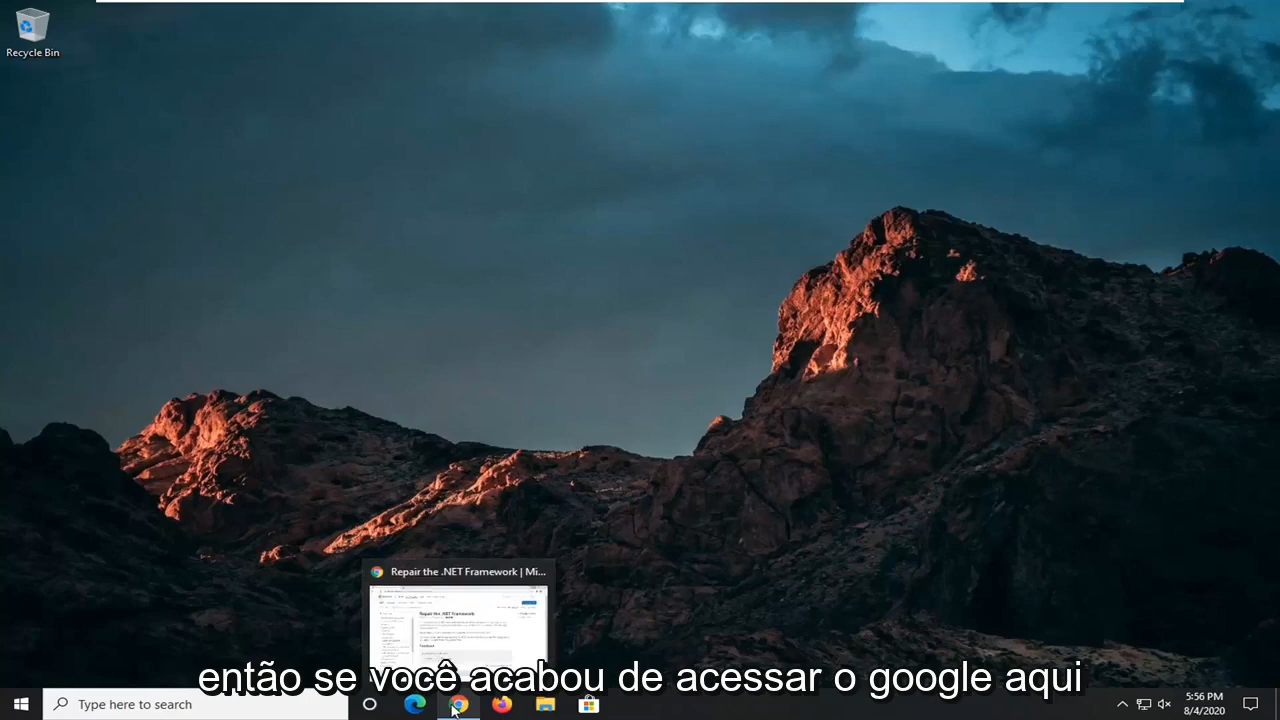 Recycle Bin
Repair the .NET Framework | Mi...
Repair the .NET Framework
então se você acabou de acessar o google aqui
Type here to search
5:56 PM
8/4/2020